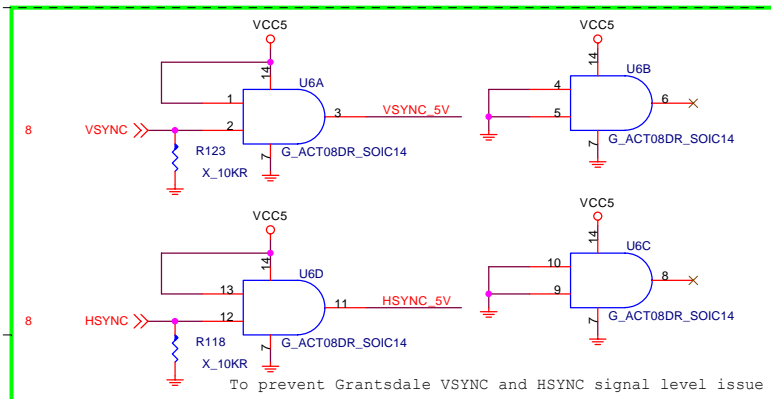 VCC5
14
U6A
1
3
VSYNC_5V
8
VSYNC
2
7
R123
G_ACT08DR_SOIC14
X_10KR
VCC5
14
U6B
4
6
5
7
G_ACT08DR_SOIC14
VCC5
14
U6D
13
11
HSYNC_5V
8
HSYNC
12
7
R118
G_ACT08DR_SOIC14
X_10KR
VCC5
14
U6C
10
8
9
7
G_ACT08DR_SOIC14
To prevent Grantsdale VSYNC and HSYNC signal level issue